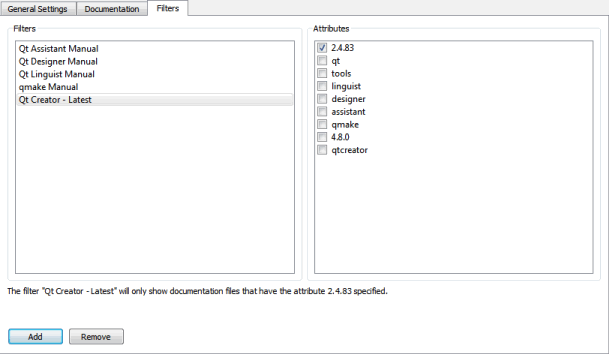 General Settings
Documentation
Filters
Filters
Qt Assistant Manual
Qt Designer Manual
Qt Linguist Manual
qmake Manual
Qt Creator - Latest
Attributes
2.4.83
qt
tools
linguist
designer
assistant
qmake
4.8.0
qtcreator
The filter "Qt Creator - Latest" will only show documentation files that have the attribute 2.4.83 specified.
Add
Remove